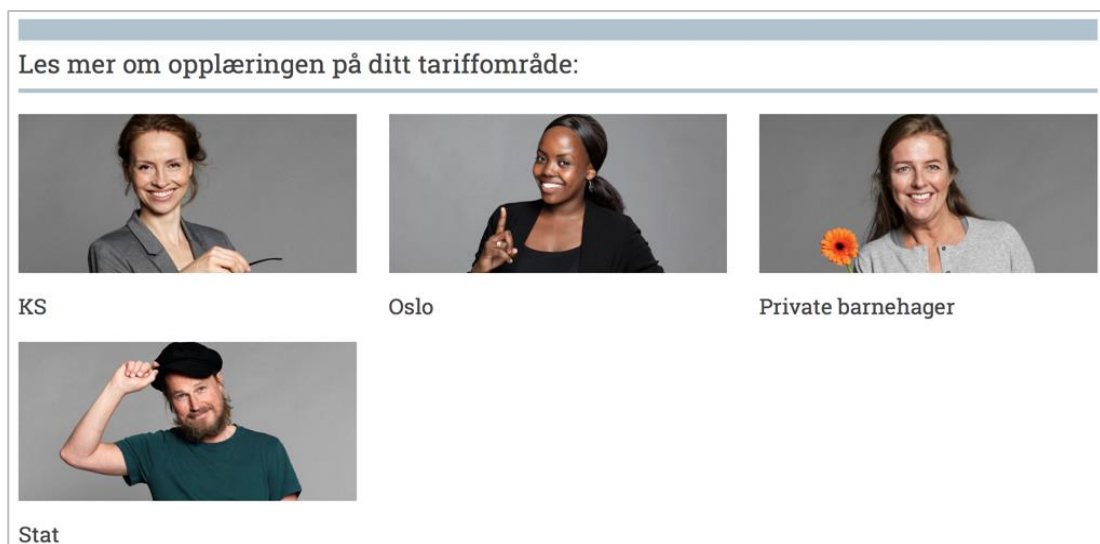 Les mer om opplæringen på ditt tariffområde:
KS
Oslo
Private barnehager
Stat